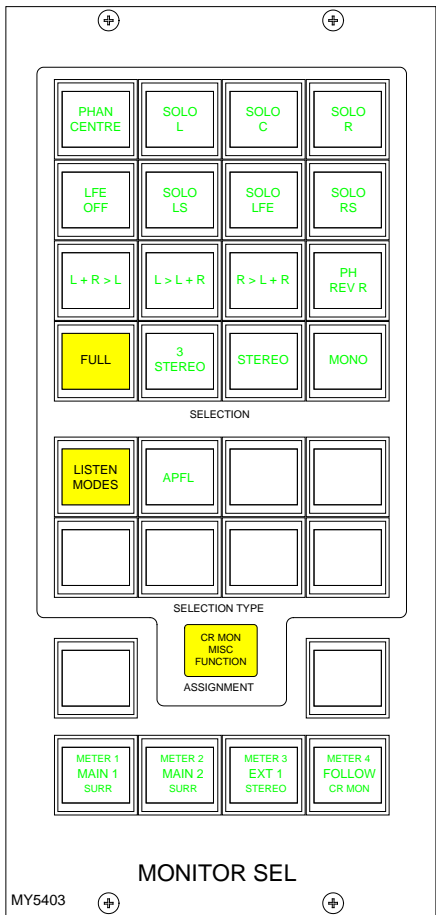 PHAN
CENTRE
SOLO
L
SOLO
C
SOLO
R
LFE
OFF
SOLO
LS
SOLO
LFE
SOLO
RS
L + R > L
L > L + R
R > L + R
PH
REV R
FULL
3
STEREO
STEREO
MONO
SELECTION
LISTEN
MODES
APFL
SELECTION TYPE
CR MON
MISC
FUNCTION
ASSIGNMENT
METER 1
MAIN 1
SURR
METER 2
MAIN 2
SURR
METER 3
EXT 1
STEREO
METER 4
FOLLOW
CR MON
MONITOR SEL
MY5403